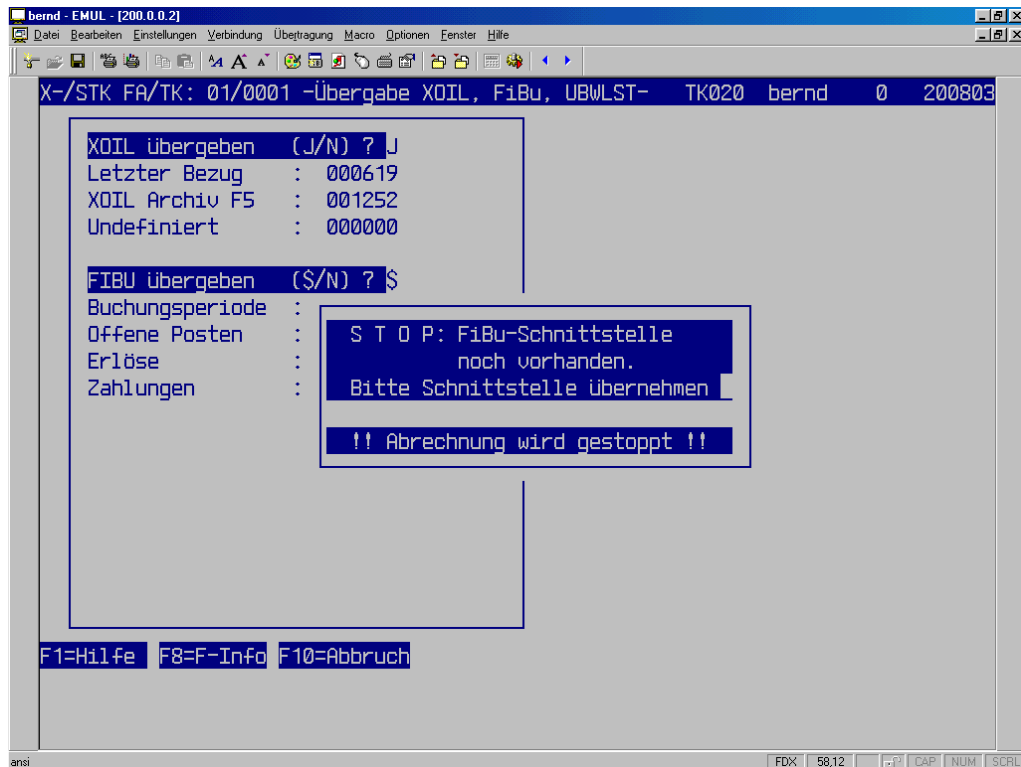 bernd - EMUL - [200.0.0.2]
Datei Bearbeiten Einstellungen Verbindung Übertragung Macro Optionen Fenster Hilfe
X-/STK FA/TK: 01/0001 -Übergabe XOIL, FiBu, UBWLST- TK020 bernd 0 200803
XOIL übergeben (J/N) ? J
Letzter Bezug : 000619
XOIL Archiv F5 : 001252
Undefiniert : 000000
FIBU übergeben ($/N) ? $
Buchungsperiode :
Offene Posten :
Erlöse :
Zahlungen :
S T O P: FiBu-Schnittstelle
noch vorhanden.
Bitte Schnittstelle übernehmen
!! Abrechnung wird gestoppt !!
F1=Hilfe F8=F-Info F10=Abbruch
ansi FDX 58,12 CAP NUM SCRL